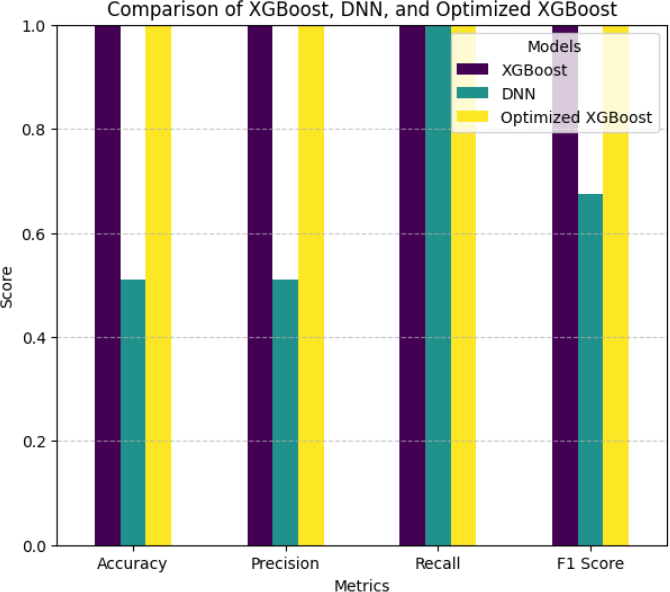 Comparison of XGBoost, DNN, and Optimized XGBoost
Models
XGBoost
DNN
Optimized XGBoost
1.0
0.8
0.6
0.4
0.2
0.0
Score
Accuracy
Precision
Recall
F1 Score
Metrics